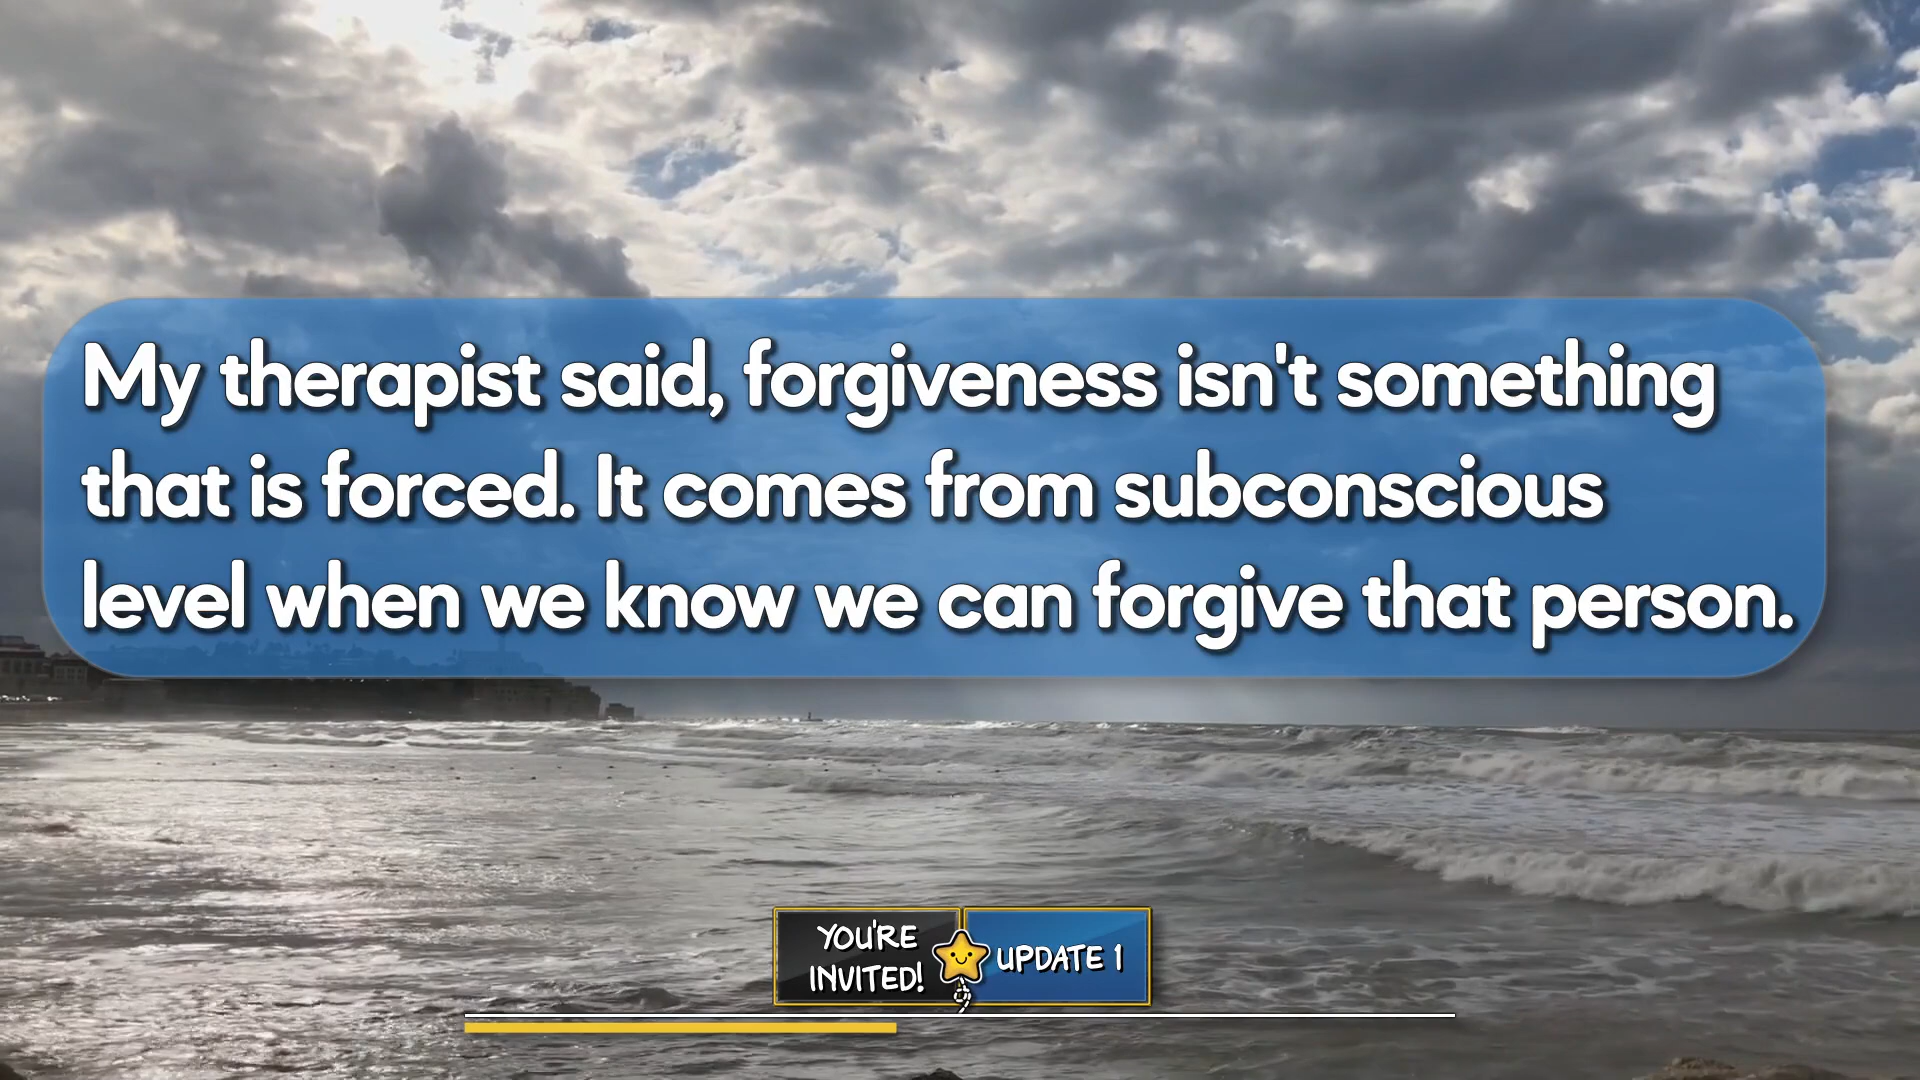 My therapist said, forgiveness isn't something
that is forced. It comes from subconscious
level when we know we can forgive that person.
YOU'RE
INVITED!
UPDATE 1